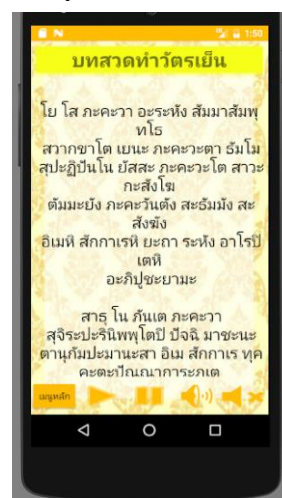 1:50
บทสวดทำวัตรเย็น
โย โส ภะคะวา อะระหัง สัมมาสัมพุ
ทโธ
สวากขาโต เยนะ ภะคะวะตา ธัมโม
สุปะฏิปันโน ยัสสะ ภะคะวะโต สาวะ
กะสังโฆ
ตัมมะยัง ภะคะวันตัง สะธัมมัง สะ
สังฆัง
อิเมหิ สักกาเรหิ ยะถา ระหัง อาโรปิ
เตหิ
อะภิปูชะยามะ
สาธุ โน ภันเต ภะคะวา
สุจิระปะรินิพพุโตปิ ปัจฉิ มาชะนะ
ตานุกัมปะมานะสา อิเม สักกาเร ทุค
คะตะปัณณาการะภูเต
เมนูหลัก